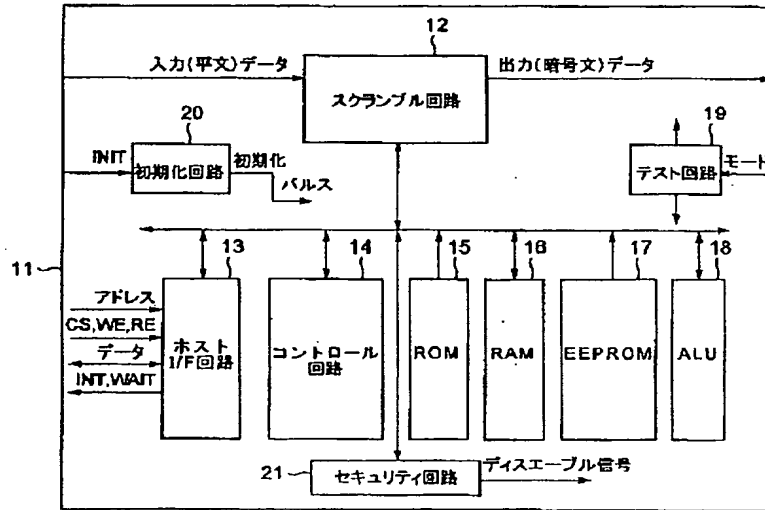 12
入力(平文)データ
スクランブル回路
出力(暗号文)データ
20
19
INIT
初期化回路
初期化
パルス
テスト回路
モード
11
13
14
15
16
17
18
アドレス
CS,WE,RE
データ
INT,WAIT
ホスト
I/F回路
コントロール
回路
ROM
RAM
EEPROM
ALU
21
セキュリティ回路
ディスエーブル信号